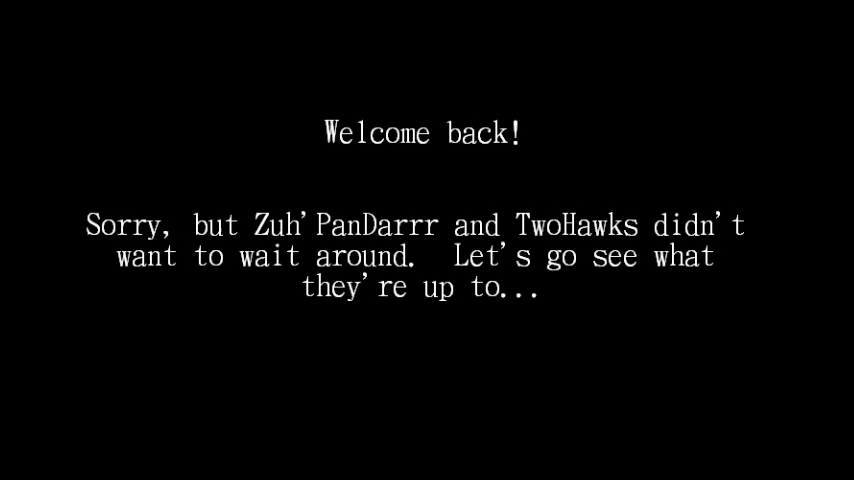 Welcome back!
Sorry, but Zuh'PanDarrr and TwoHawks didn't
want to wait around.  Let's go see what
they're up to...